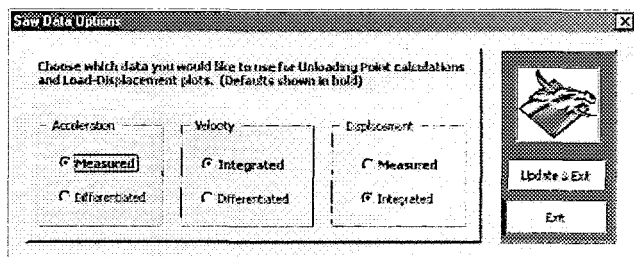 Saw Data Options
Choose which data you would like to use for Unloading Point calculations
and Load-Displacement plots. (Defaults shown in bold)
Acceleration Velocity Displacement
Measured Integrated Measured
Differentiated Differentiated Integrated
Update & Exit
Exit